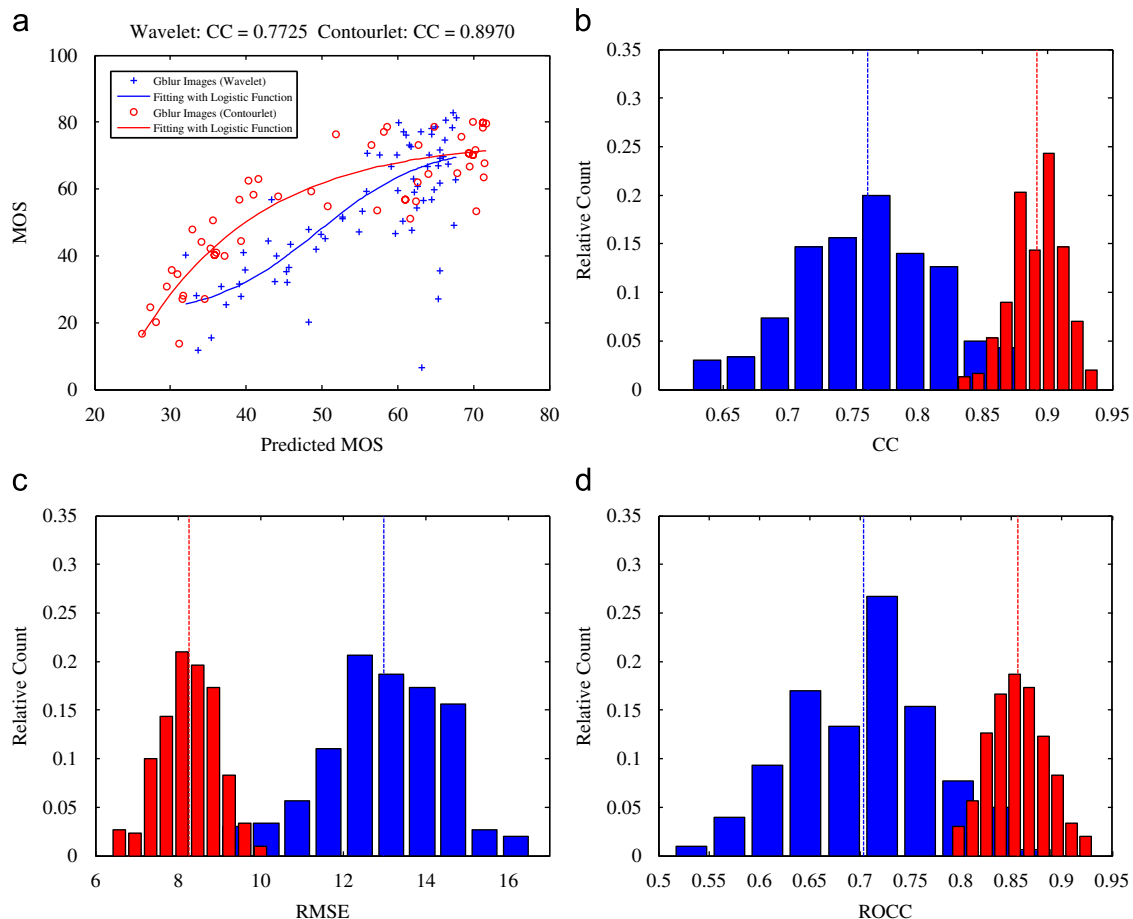 a
Wavelet: CC = 0.7725 Contourlet: CC = 0.8970
100
80
60
40
20
0
MOS
Gblur Images (Wavelet)
Fitting with Logistic Function
Gblur Images (Contourlet)
Fitting with Logistic Function
20 30 40 50 60 70 80
Predicted MOS
b
0.35
0.3
0.25
0.2
0.15
0.1
0.05
0
Relative Count
0.65 0.7 0.75 0.8 0.85 0.9 0.95
CC
c
0.35
0.3
0.25
0.2
0.15
0.1
0.05
0
Relative Count
6 8 10 12 14 16
RMSE
d
0.35
0.3
0.25
0.2
0.15
0.1
0.05
0
Relative Count
0.5 0.55 0.6 0.65 0.7 0.75 0.8 0.85 0.9 0.95
ROCC